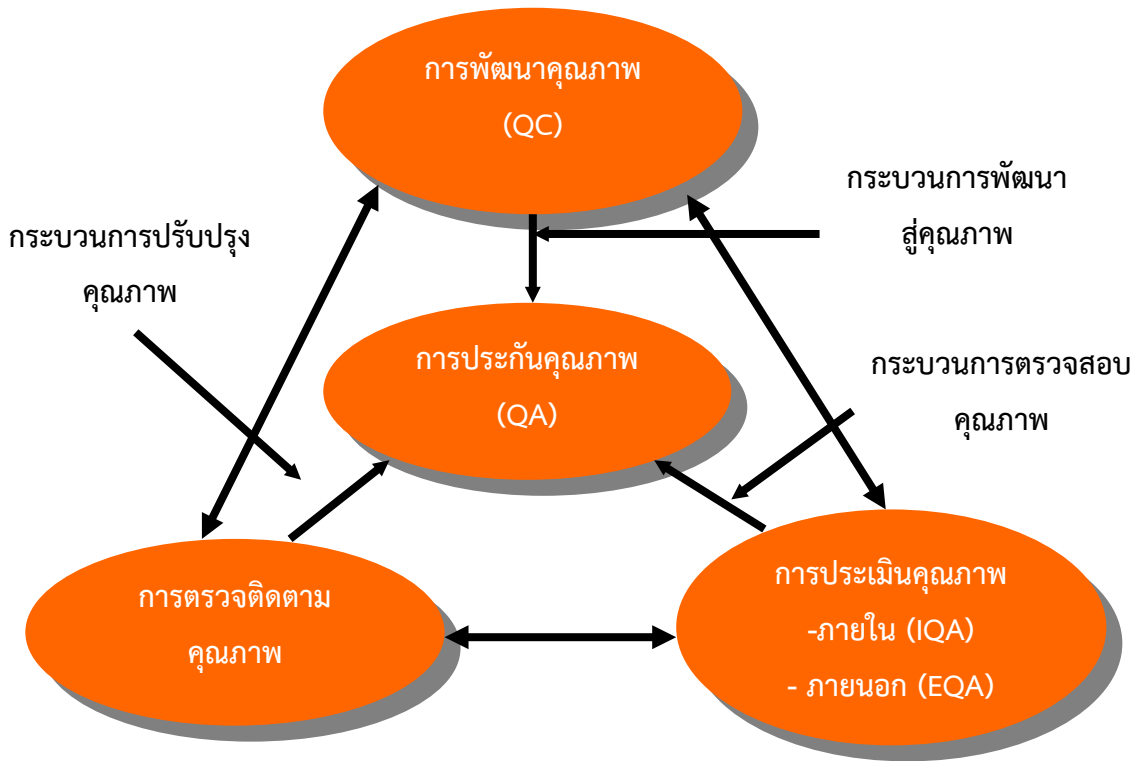 การพัฒนาคุณภาพ
(QC)
กระบวนการพัฒนา
สู่คุณภาพ
กระบวนการปรับปรุง
คุณภาพ
การประกันคุณภาพ
(QA)
กระบวนการตรวจสอบ
คุณภาพ
การตรวจติดตาม
คุณภาพ
การประเมินคุณภาพ
-ภายใน (IQA)
- ภายนอก (EQA)